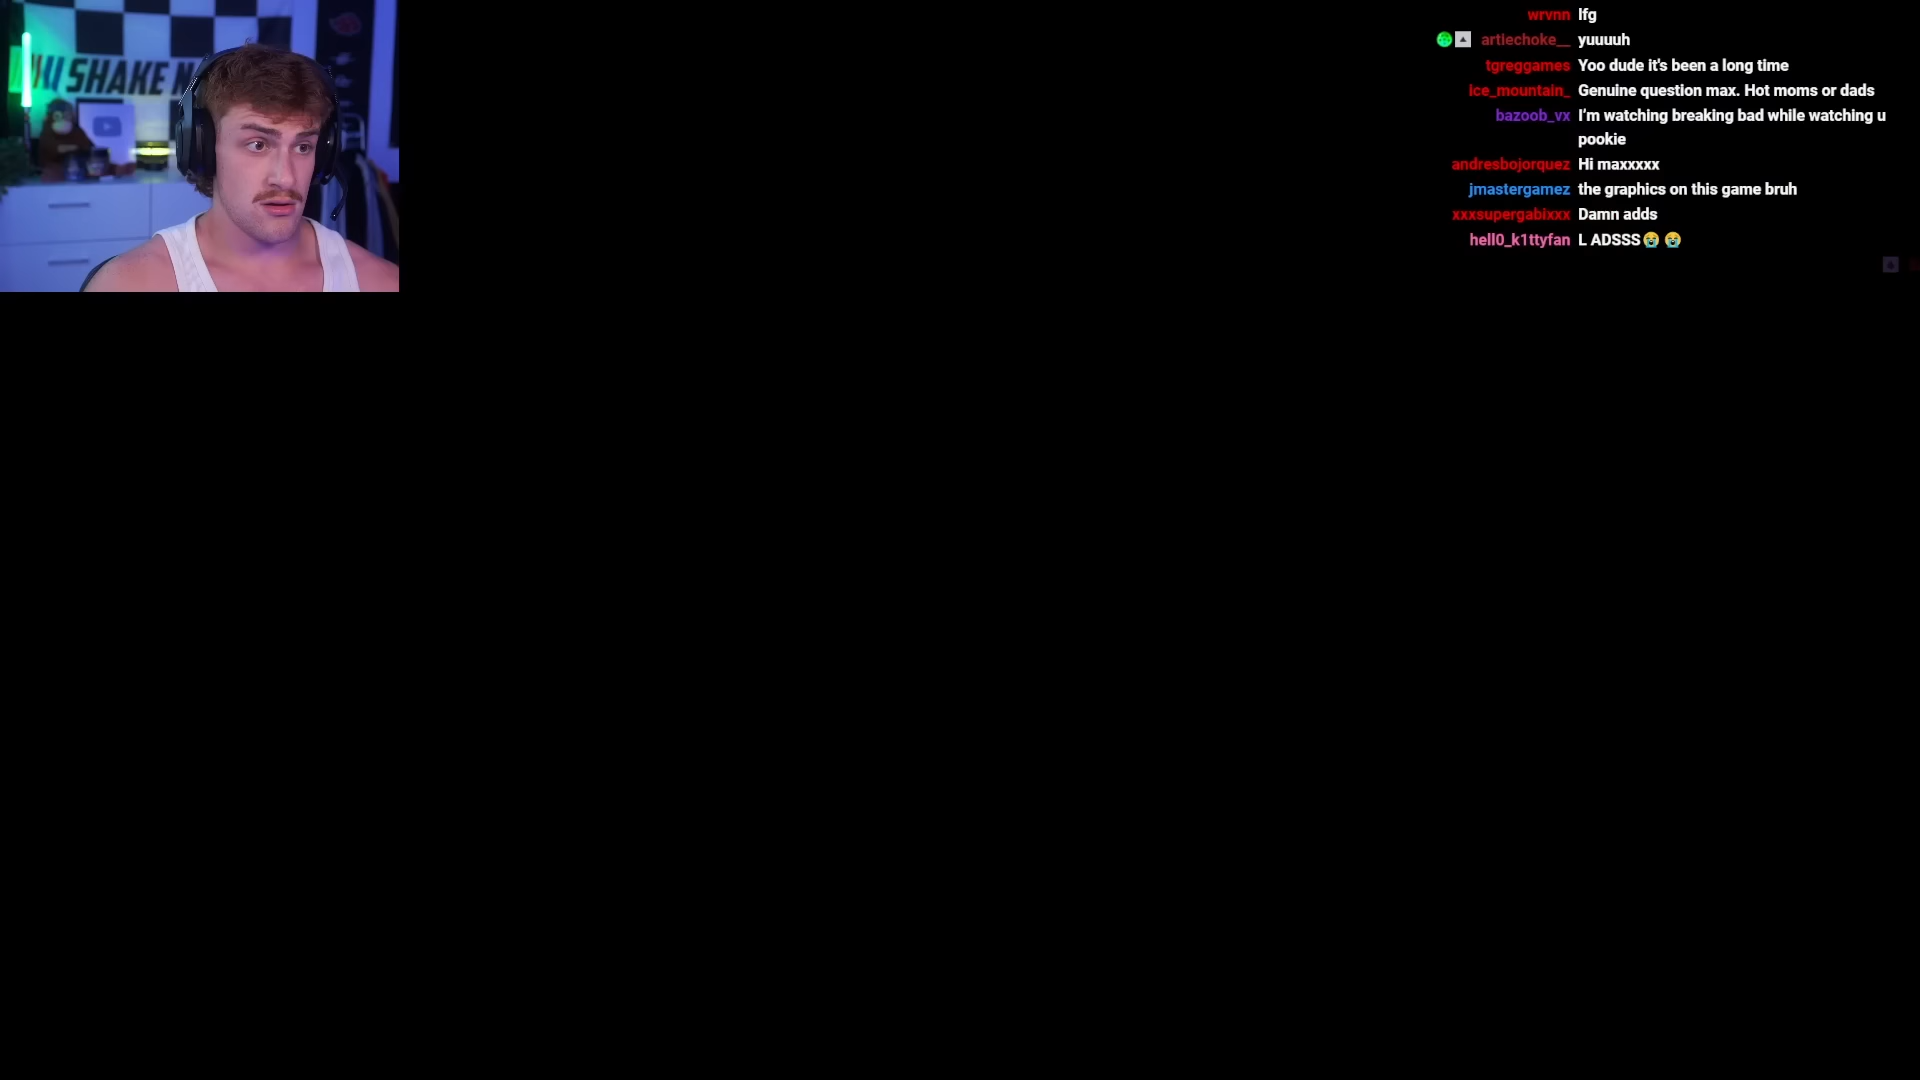 SHAKE N
wrvnn lfg
artiechoke__ yuuuuh
tgreggames Yoo dude it's been a long time
ice_mountain_ Genuine question max. Hot moms or dads
bazoob_vx I'm watching breaking bad while watching u
pookie
andresbojorquez Hi maxxxxx
jmastergamez the graphics on this game bruh
xxxsupergabixxx Damn adds
hell0_k1ttyfan L ADSSS😭 😭